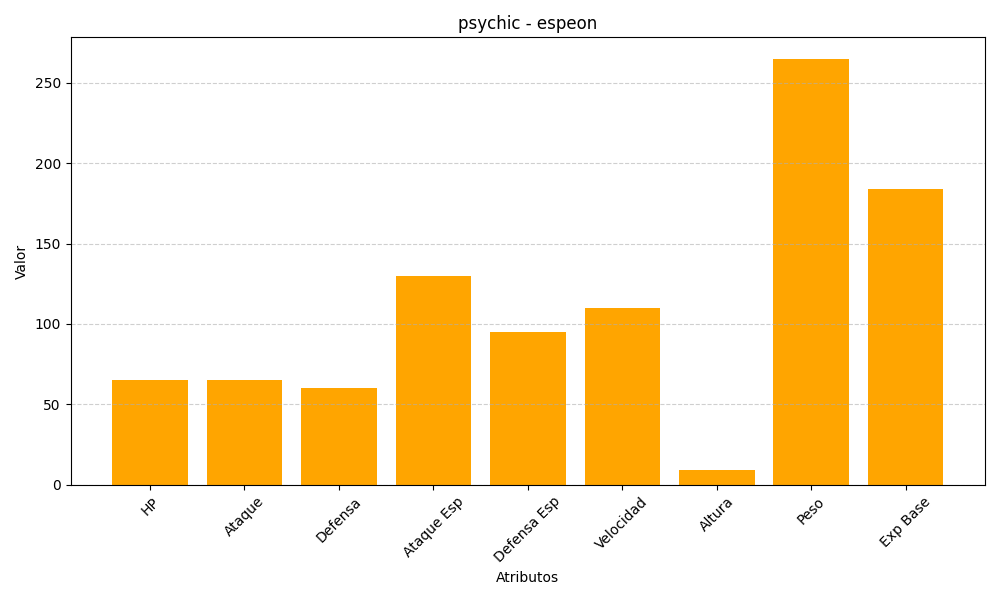 psychic - espeon
Valor
250
200
150
100
50
0
HP
Ataque
Defensa
Ataque Esp
Defensa Esp
Velocidad
Altura
Peso
Exp Base
Atributos